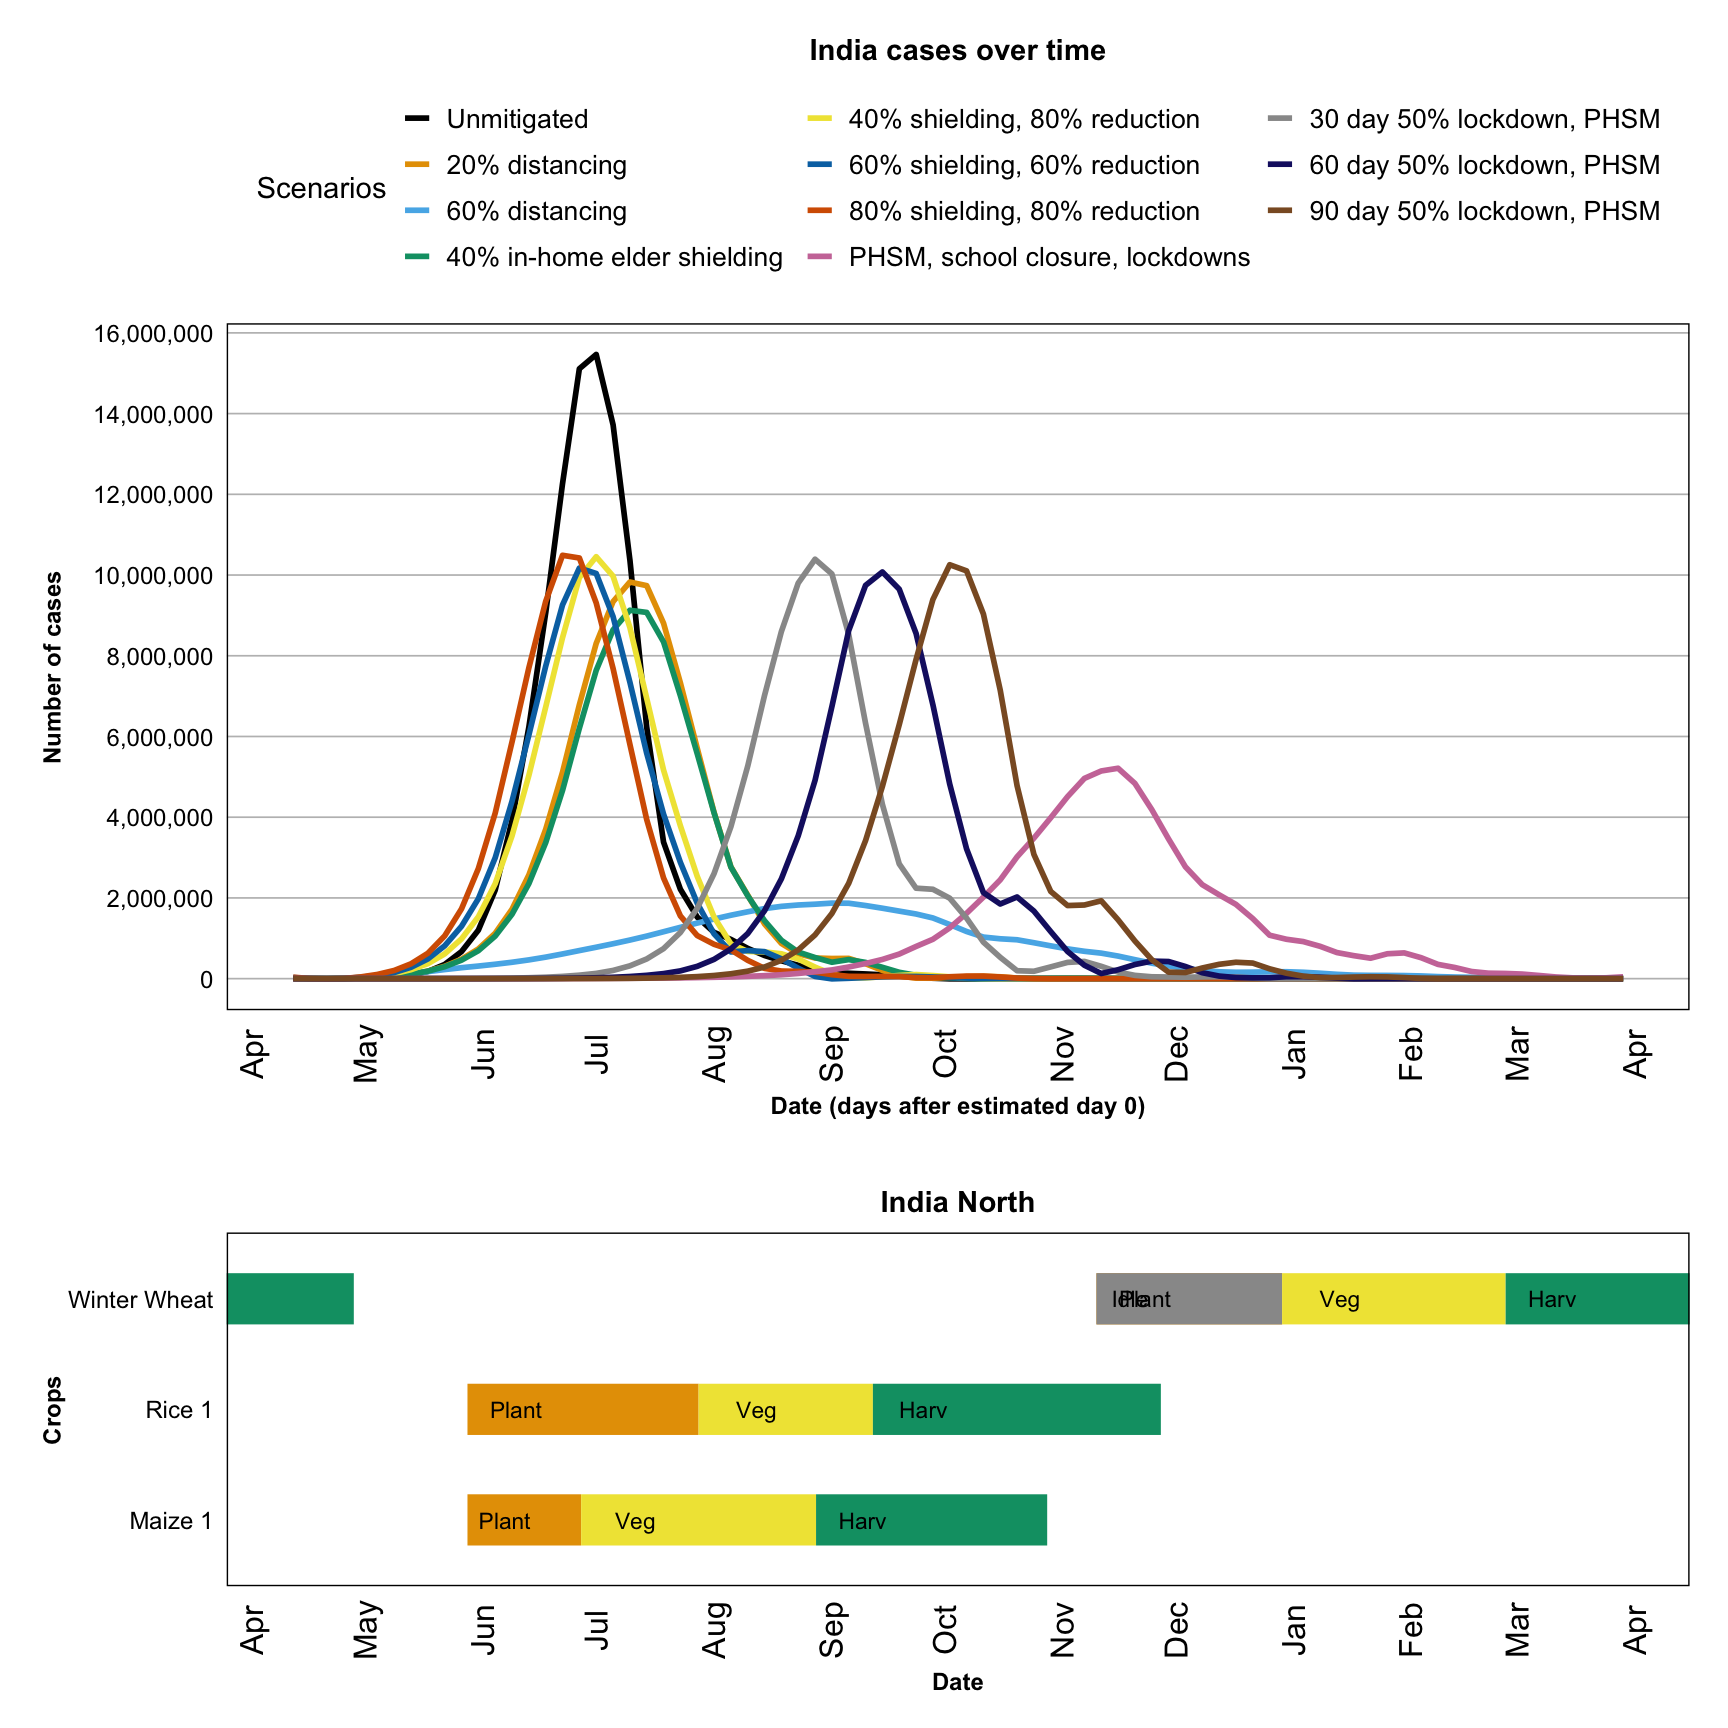 India cases over time
Scenarios
Unmitigated
20% distancing
60% distancing
40% in-home elder shielding
40% shielding, 80% reduction
60% shielding, 60% reduction
80% shielding, 80% reduction
PHSM, school closure, lockdowns
30 day 50% lockdown, PHSM
60 day 50% lockdown, PHSM
90 day 50% lockdown, PHSM
Number of cases
16,000,000
14,000,000
12,000,000
10,000,000
8,000,000
6,000,000
4,000,000
2,000,000
0
Apr May Jun Jul Aug Sep Oct Nov Dec Jan Feb Mar Apr
Date (days after estimated day 0)
India North
Crops
Winter Wheat
Idle Plant Veg Harv
Rice 1
Plant Veg Harv
Maize 1
Plant Veg Harv
Apr May Jun Jul Aug Sep Oct Nov Dec Jan Feb Mar Apr
Date